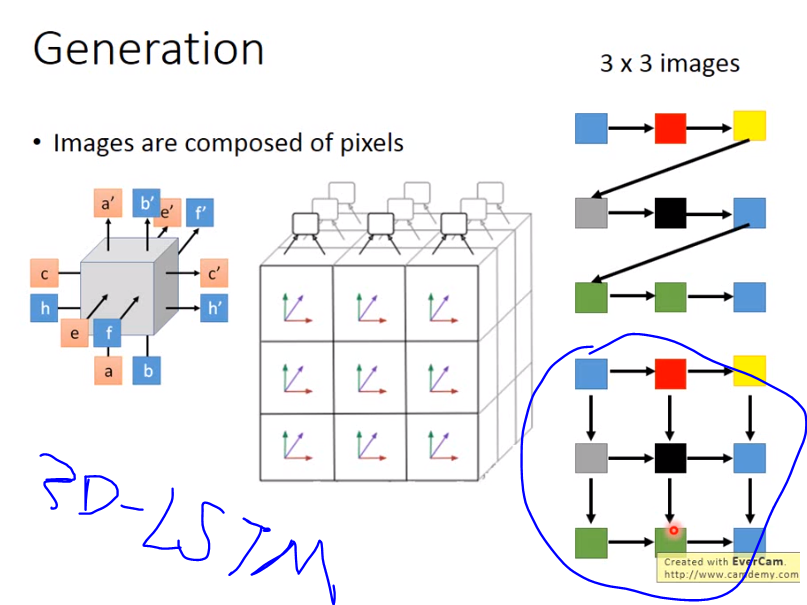 Generation
3 x 3 images
• Images are composed of pixels
a' b' e' f'
c c'
h h'
e f
a b
3D-LSTM
Created with EverCam.
http://www.camdemy.com